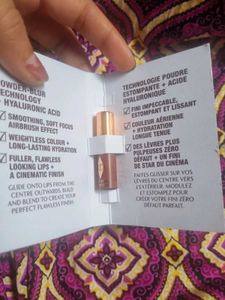 POWDER-BLUR
TECHNOLOGY
+ HYALURONIC ACID
SMOOTHING, SOFT FOCUS
AIRBRUSH EFFECT
WEIGHTLESS COLOUR +
LONG-LASTING HYDRATION
FULLER, FLAWLESS
LOOKING LIPS +
A CINEMATIC FINISH
GLIDE ONTO LIPS FROM THE
CENTRE OUTWARDS. BUILD
AND BLEND TO CREATE YOUR
PERFECT FLAWLESS FINISH.
TECHNOLOGIE POUDRE
ESTOMPANTE + ACIDE
HYALURONIQUE
FINI IMPECCABLE,
ESTOMPANT ET LISSANT
COULEUR AÉRIENNE
+ HYDRATATION
LONGUE TENUE
DES LÈVRES PLUS
PULPEUSES ZÉRO
DÉFAUT + UN FINI
DE STAR DU CINÉMA
FAITES GLISSER SUR VOS
LÈVRES DU CENTRE VERS
L'EXTÉRIEUR. MODULEZ
ET ESTOMPEZ POUR
CRÉER VOTRE FINI ZÉRO
DÉFAUT PARFAIT.